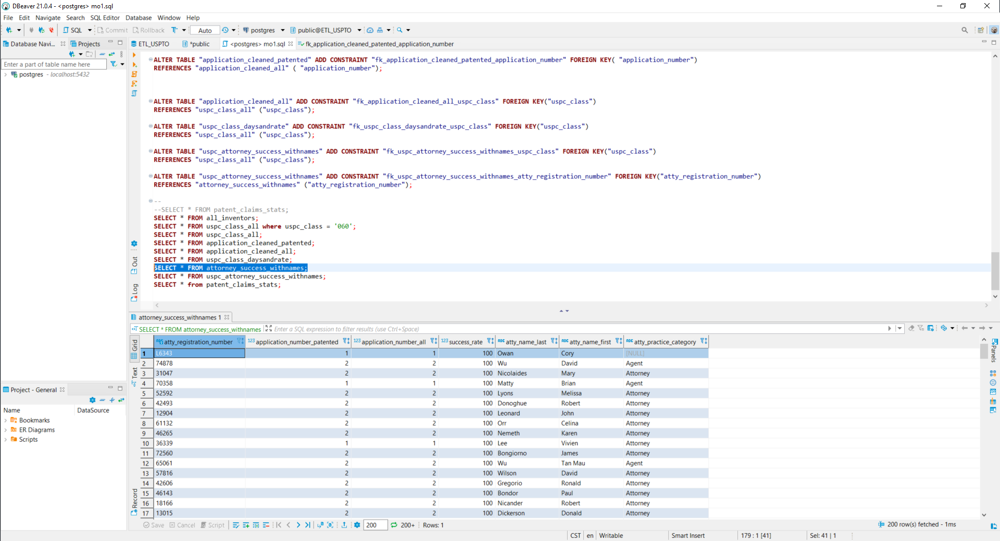 DBeaver 21.0.4 - <postgres> mo1.sql
File Edit Navigate Search SQL Editor Database Window Help
SQL Commit Rollback Auto postgres public@ETL_USPTO
Database Navi... Projects
ETL_USPTO *public <postgres> mo1.sql fk_application_cleaned_patented_application_number
Enter a part of table name here
postgres - localhost:5432
ALTER TABLE "application_cleaned_patented" ADD CONSTRAINT "fk_application_cleaned_patented_application_number" FOREIGN KEY( "application_number")
REFERENCES "application_cleaned_all" ( "application_number");
ALTER TABLE "application_cleaned_all" ADD CONSTRAINT "fk_application_cleaned_all_uspc_class" FOREIGN KEY("uspc_class")
REFERENCES "uspc_class_all" ("uspc_class");
ALTER TABLE "uspc_class_daysandrate" ADD CONSTRAINT "fk_uspc_class_daysandrate_uspc_class" FOREIGN KEY("uspc_class")
REFERENCES "uspc_class_all" ("uspc_class");
ALTER TABLE "uspc_attorney_success_withnames" ADD CONSTRAINT "fk_uspc_attorney_success_withnames_uspc_class" FOREIGN KEY("uspc_class")
REFERENCES "uspc_class_all" ("uspc_class");
ALTER TABLE "uspc_attorney_success_withnames" ADD CONSTRAINT "fk_uspc_attorney_success_withnames_atty_registration_number" FOREIGN KEY("atty_registration_number")
REFERENCES "attorney_success_withnames" ("atty_registration_number");
--
--SELECT * FROM patent_claims_stats;
SELECT * FROM all_inventors;
SELECT * FROM uspc_class_all where uspc_class = '060';
SELECT * FROM uspc_class_all;
SELECT * FROM application_cleaned_patented;
SELECT * FROM application_cleaned_all;
SELECT * FROM uspc_class_daysandrate;
SELECT * FROM attorney_success_withnames;
SELECT * FROM uspc_attorney_success_withnames;
SELECT * from patent_claims_stats;
Out
Log
attorney_success_withnames 1
SELECT * FROM attorney_success_withnames Enter a SQL expression to filter results (use Ctrl+Space)
Grid
Text
Record
Panels
ABC atty_registration_number 123 application_number_patented 123 application_number_all 123 success_rate ABC atty_name_last ABC atty_name_first ABC atty_practice_category
1 L6343 1 1 100 Owan Cory [NULL]
2 74878 2 2 100 Wu David Agent
3 31047 2 2 100 Nicolaides Mary Attorney
4 70358 1 1 100 Matty Brian Agent
5 52592 2 2 100 Lyons Melissa Attorney
6 42493 2 2 100 Donoghue Robert Attorney
7 12904 2 2 100 Leonard John Attorney
8 61132 2 2 100 Orr Celina Attorney
9 46265 2 2 100 Nemeth Karen Attorney
10 36339 1 1 100 Lee Vivien Attorney
11 72560 2 2 100 Bongiorno James Attorney
12 65061 2 2 100 Wu Tan Mau Agent
13 57816 2 2 100 Wilson David Attorney
14 42606 2 2 100 Gregorio Ronald Attorney
15 46143 2 2 100 Bondor Paul Attorney
16 18166 2 2 100 Nicander Robert Attorney
17 13015 2 2 100 Dickerson Donald Attorney
Project - General
Name DataSource
Bookmarks
ER Diagrams
Scripts
Save Cancel Script 200 200+ Rows: 1 200 row(s) fetched - 1ms
CST en Writable Smart Insert 179 : 1 [41] Sel: 41 | 1